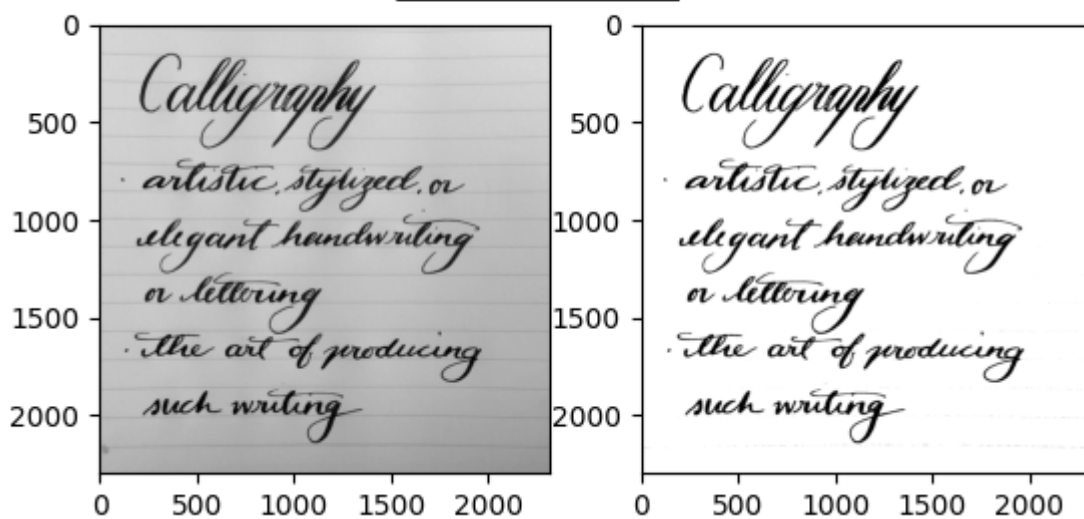 0 0
Calligraphy Calligraphy
500 500
· artistic, stylized, or · artistic, stylized, or
1000 1000
elegant handwriting elegant handwriting
or lettering or lettering
1500 1500
· the art of producing · the art of producing
2000 2000
such writing such writing
0 500 1000 1500 2000 0 500 1000 1500 2000